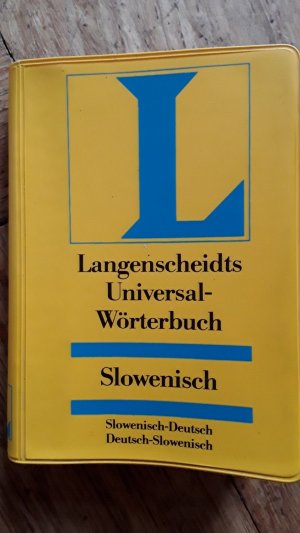 L
Langenscheidts
Universal-
Wörterbuch
Slowenisch
Slowenisch-Deutsch
Deutsch-Slowenisch